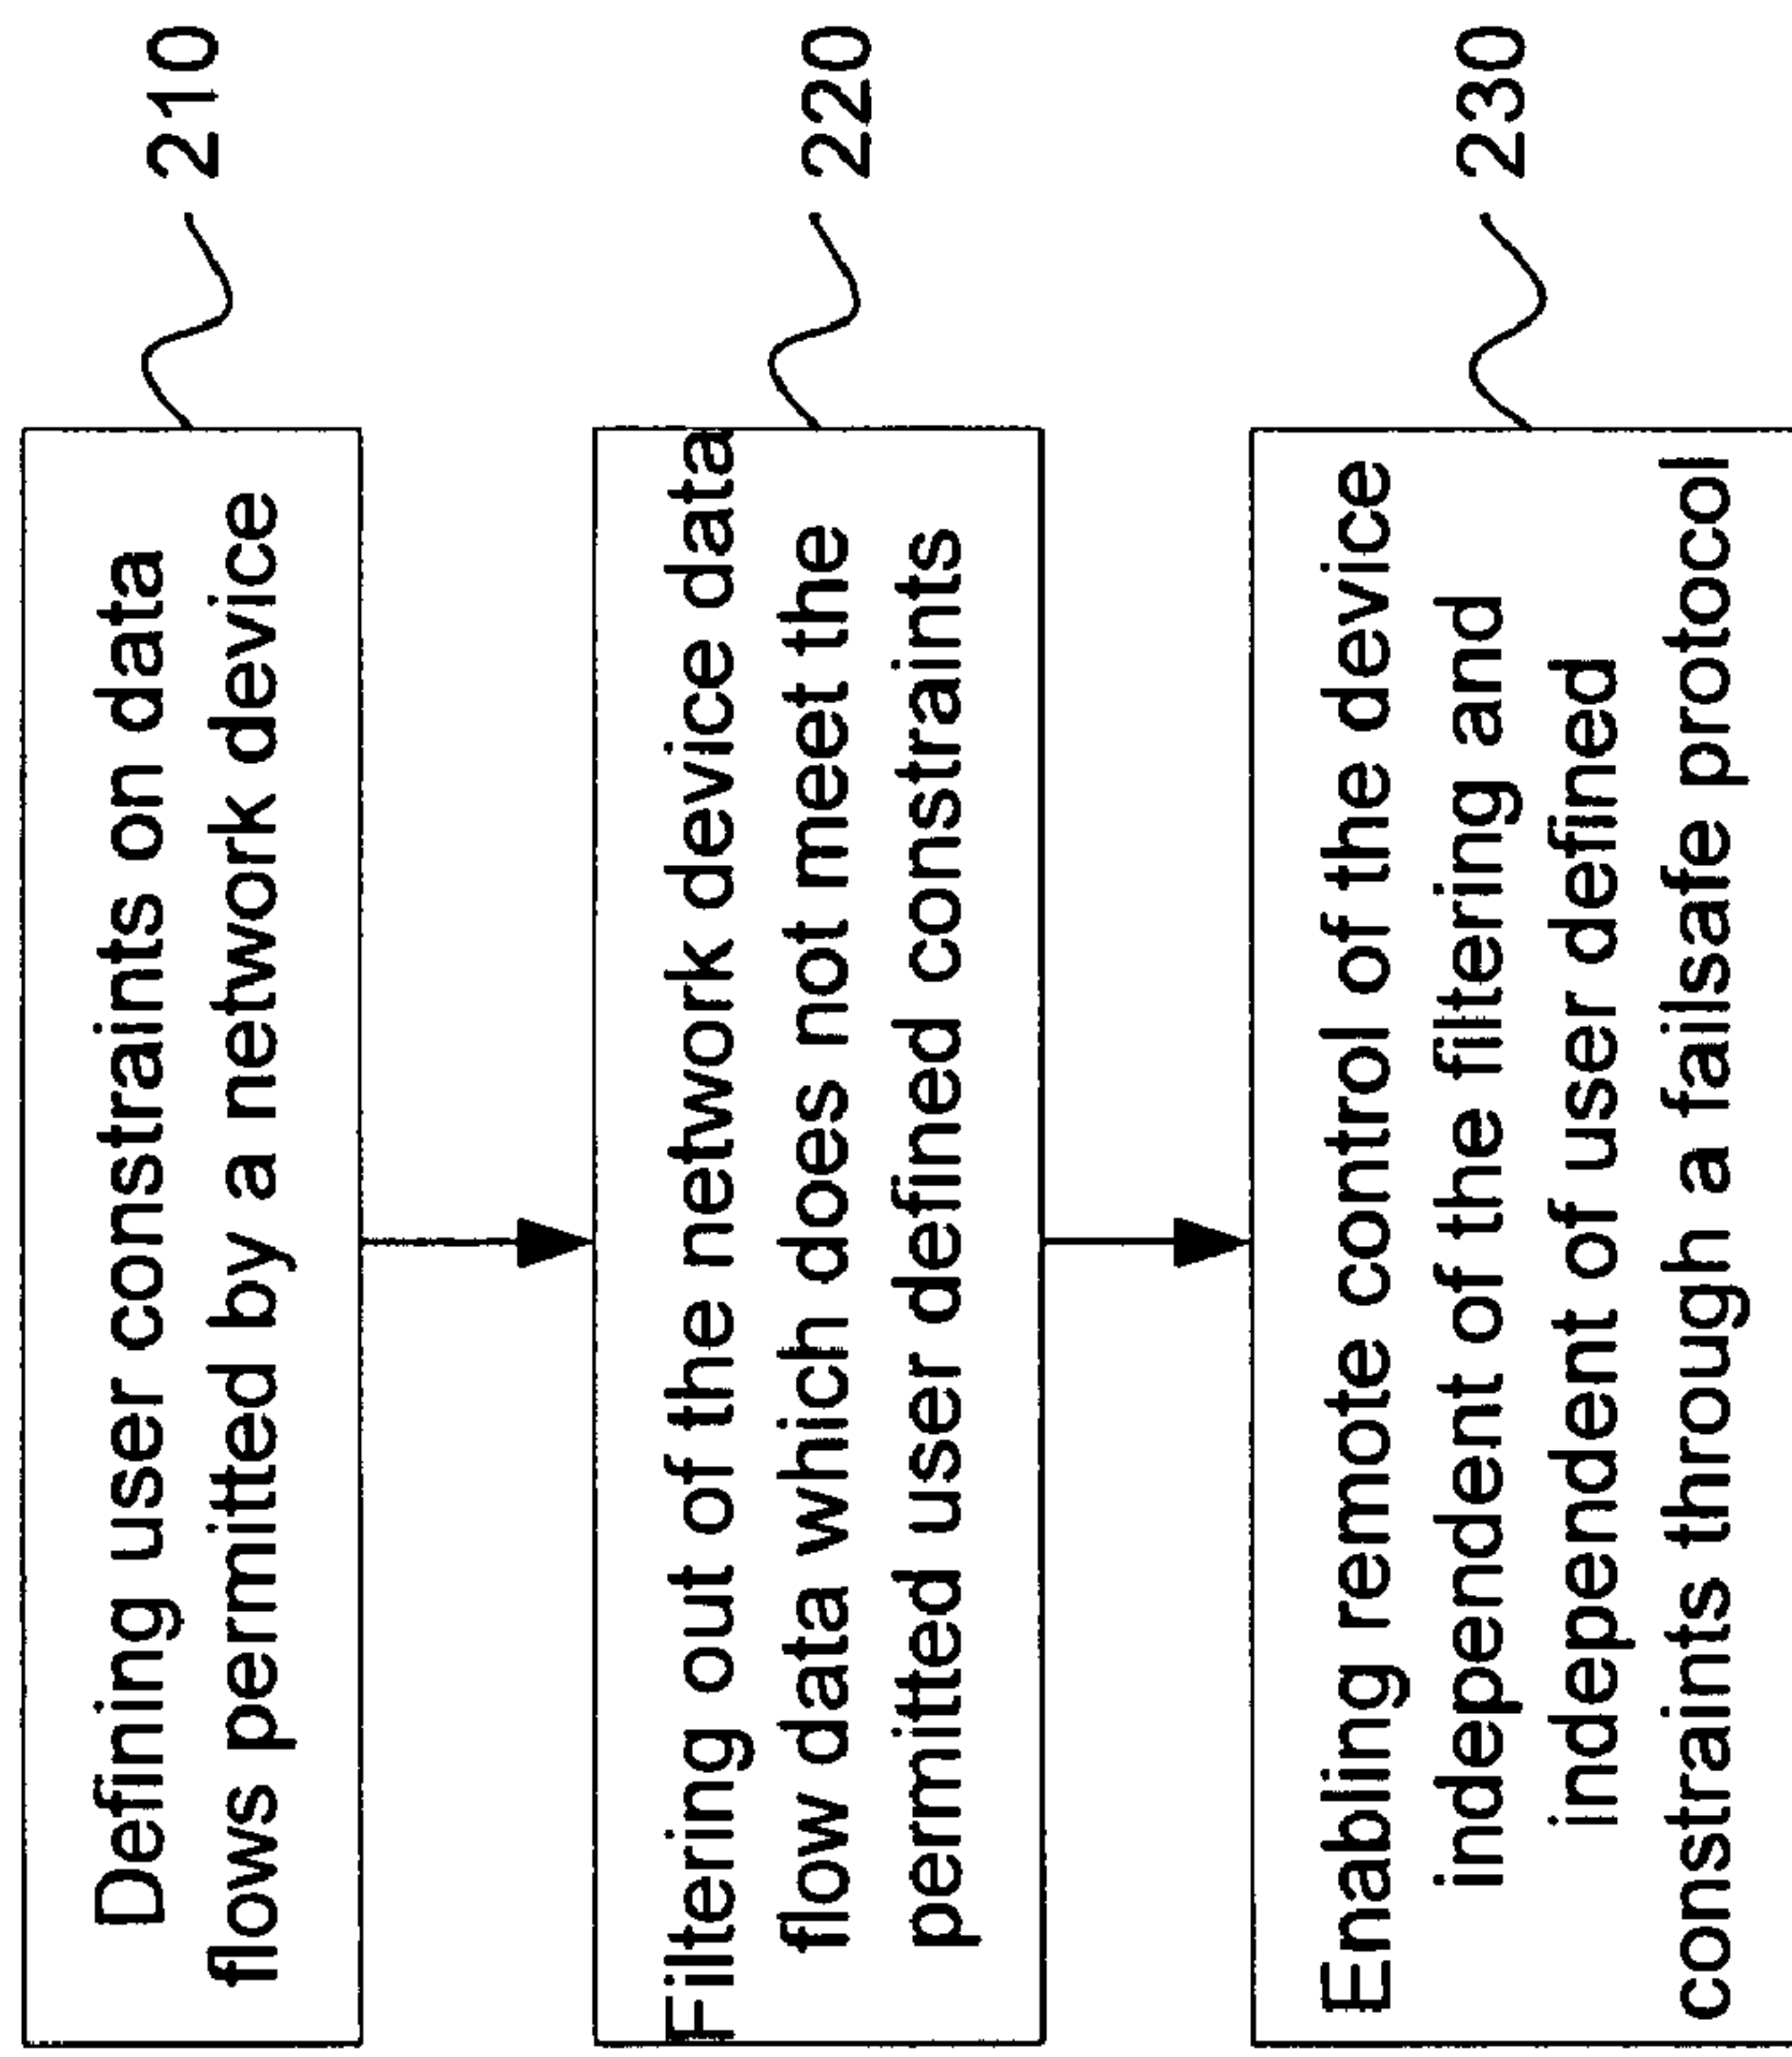 Defining user constraints on data
flows permitted by a network device
210
Filtering out of the network device data
flow data which does not meet the
permitted user defined constraints
220
Enabling remote control of the device
independent of the filtering and
independent of user defined
constraints through a failsafe protocol
230